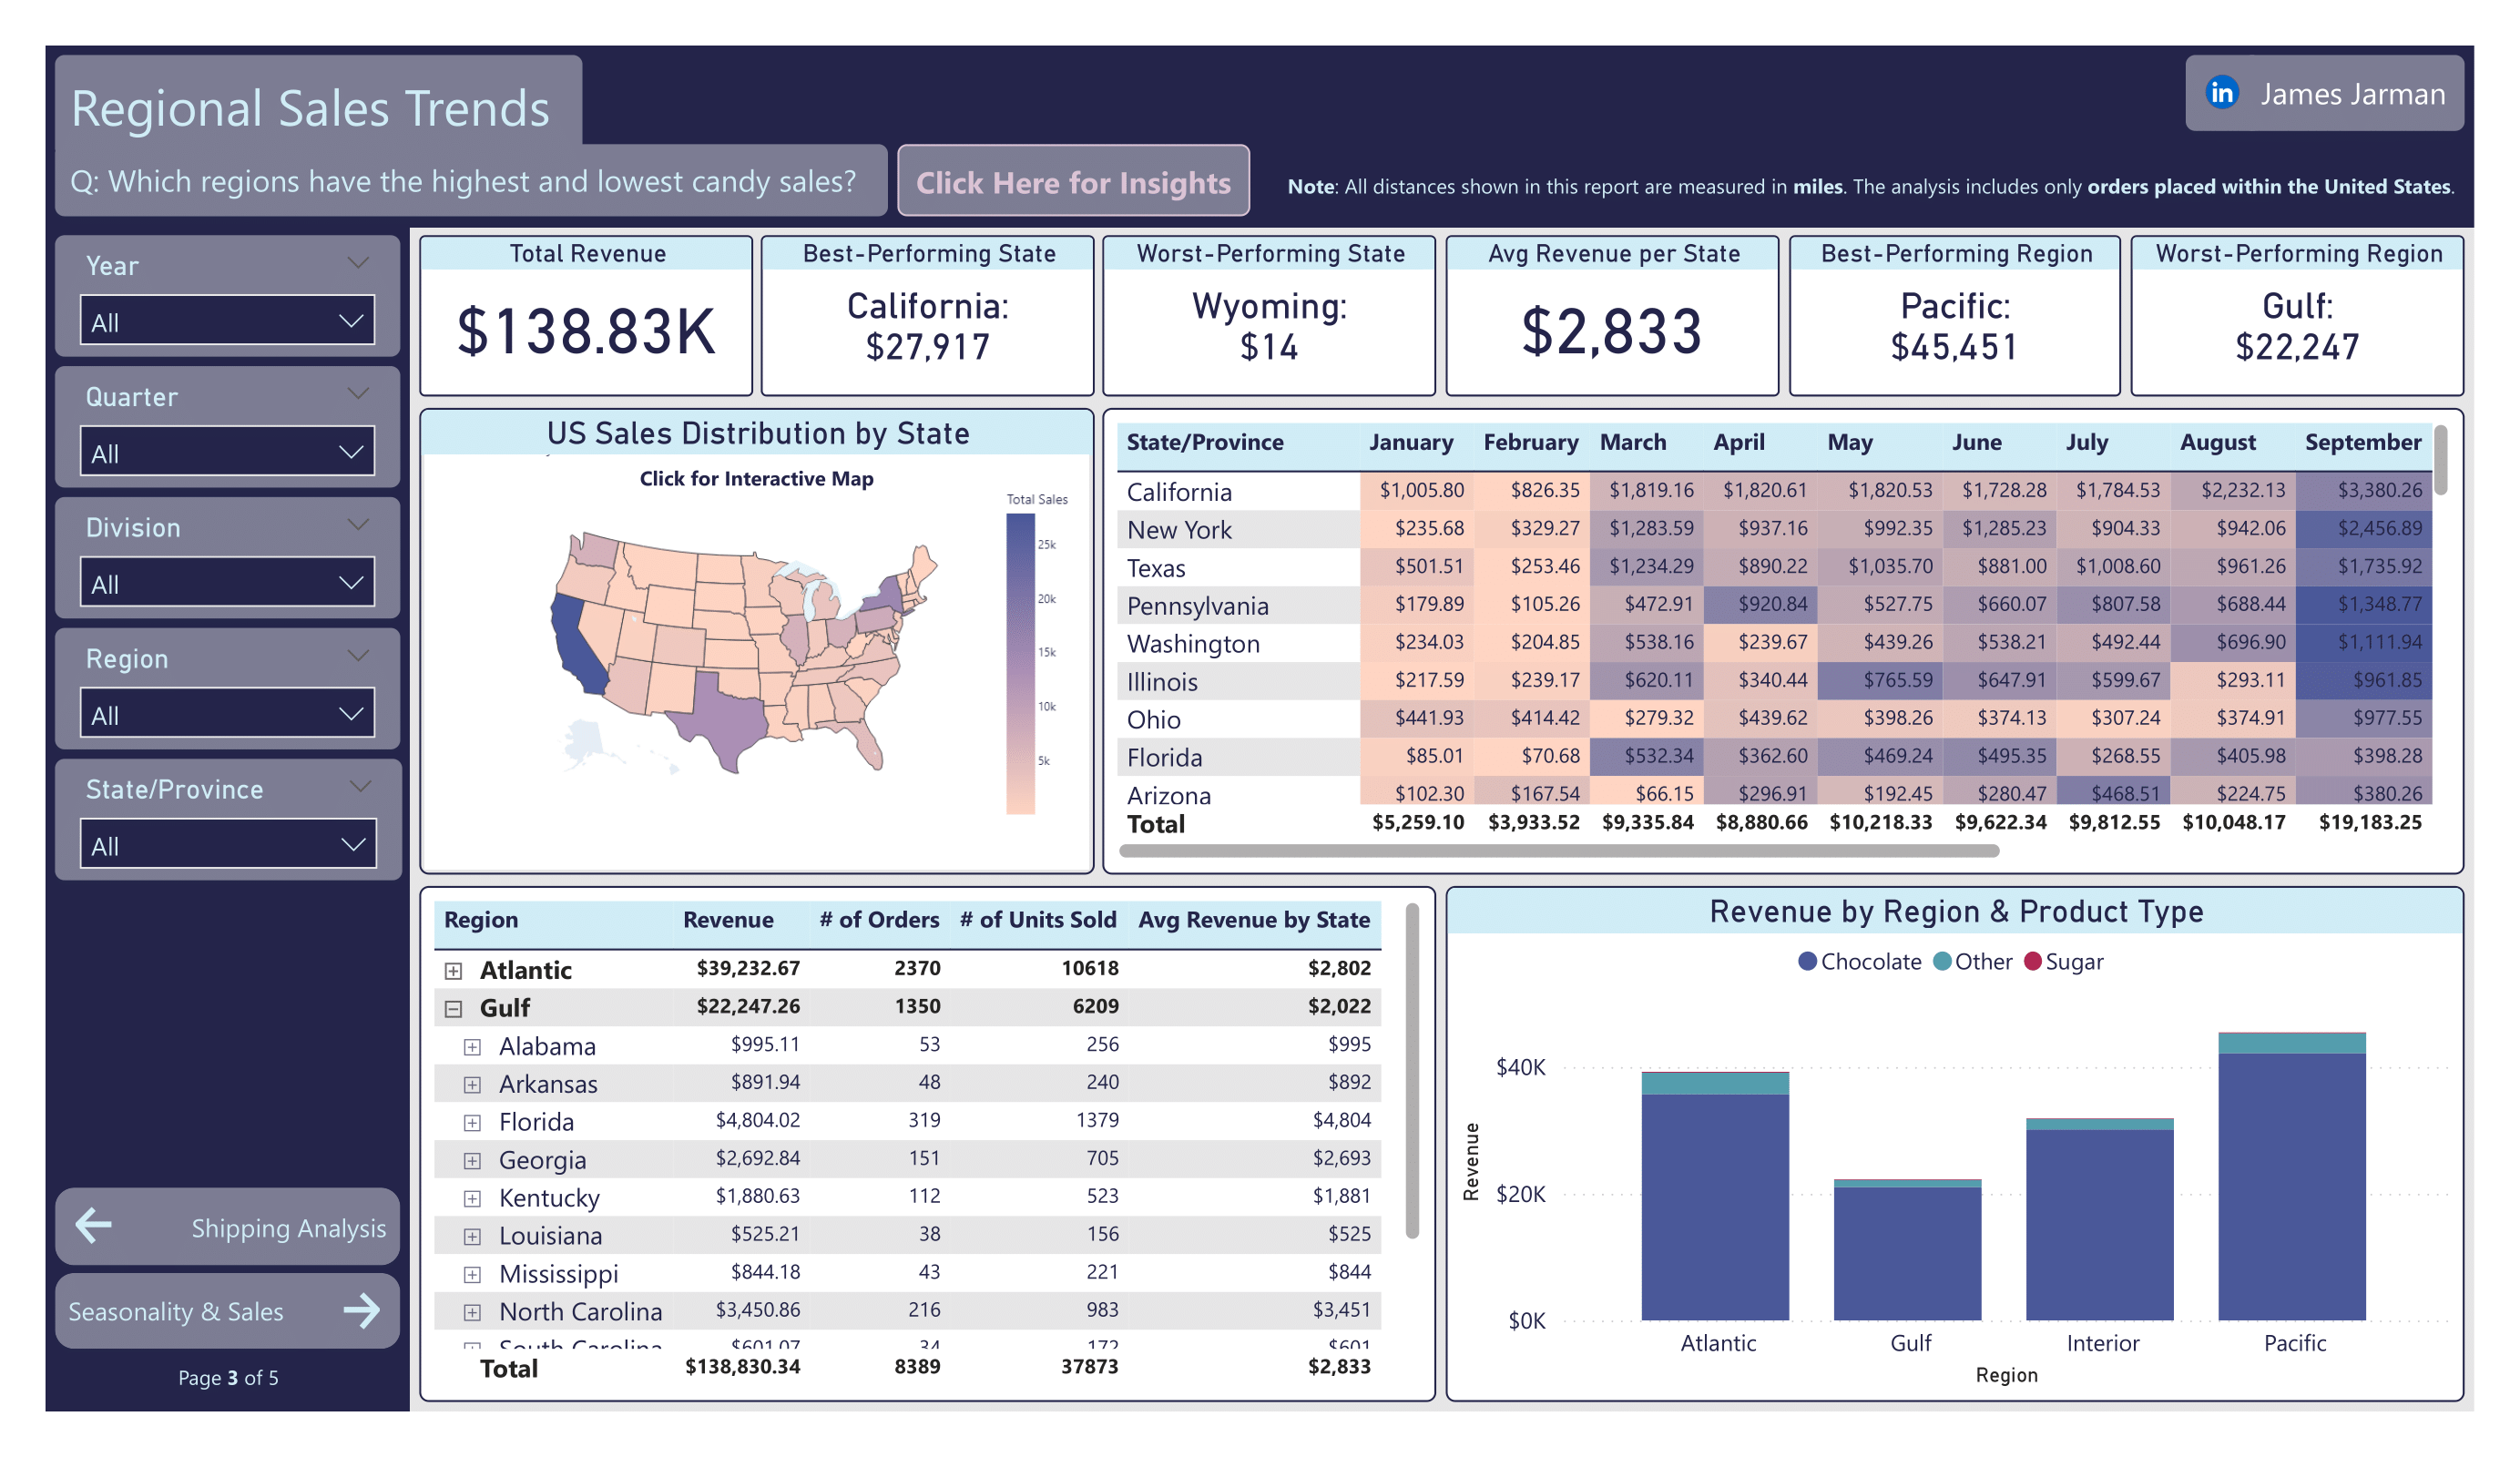 Regional Sales Trends
in James Jarman
Q: Which regions have the highest and lowest candy sales?
Click Here for Insights
Note: All distances shown in this report are measured in miles. The analysis includes only orders placed within the United States.
Year
All
Quarter
All
Division
All
Region
All
State/Province
All
Shipping Analysis
Seasonality & Sales
Page 3 of 5
Total Revenue
$138.83K
Best-Performing State
California:
$27,917
Worst-Performing State
Wyoming:
$14
Avg Revenue per State
$2,833
Best-Performing Region
Pacific:
$45,451
Worst-Performing Region
Gulf:
$22,247
US Sales Distribution by State
Click for Interactive Map
Total Sales
25k
20k
15k
10k
5k
State/Province January February March April May June July August September
California $1,005.80 $826.35 $1,819.16 $1,820.61 $1,820.53 $1,728.28 $1,784.53 $2,232.13 $3,380.26
New York $235.68 $329.27 $1,283.59 $937.16 $992.35 $1,285.23 $904.33 $942.06 $2,456.89
Texas $501.51 $253.46 $1,234.29 $890.22 $1,035.70 $881.00 $1,008.60 $961.26 $1,735.92
Pennsylvania $179.89 $105.26 $472.91 $920.84 $527.75 $660.07 $807.58 $688.44 $1,348.77
Washington $234.03 $204.85 $538.16 $239.67 $439.26 $538.21 $492.44 $696.90 $1,111.94
Illinois $217.59 $239.17 $620.11 $340.44 $765.59 $647.91 $599.67 $293.11 $961.85
Ohio $441.93 $414.42 $279.32 $439.62 $398.26 $374.13 $307.24 $374.91 $977.55
Florida $85.01 $70.68 $532.34 $362.60 $469.24 $495.35 $268.55 $405.98 $398.28
Arizona $102.30 $167.54 $66.15 $296.91 $192.45 $280.47 $468.51 $224.75 $380.26
Total $5,259.10 $3,933.52 $9,335.84 $8,880.66 $10,218.33 $9,622.34 $9,812.55 $10,048.17 $19,183.25
Region Revenue # of Orders # of Units Sold Avg Revenue by State
Atlantic $39,232.67 2370 10618 $2,802
Gulf $22,247.26 1350 6209 $2,022
Alabama $995.11 53 256 $995
Arkansas $891.94 48 240 $892
Florida $4,804.02 319 1379 $4,804
Georgia $2,692.84 151 705 $2,693
Kentucky $1,880.63 112 523 $1,881
Louisiana $525.21 38 156 $525
Mississippi $844.18 43 221 $844
North Carolina $3,450.86 216 983 $3,451
South Carolina $601.07 34 172 $601
Total $138,830.34 8389 37873 $2,833
Revenue by Region & Product Type
Chocolate Other Sugar
Revenue
$40K
$20K
$0K
Atlantic Gulf Interior Pacific
Region